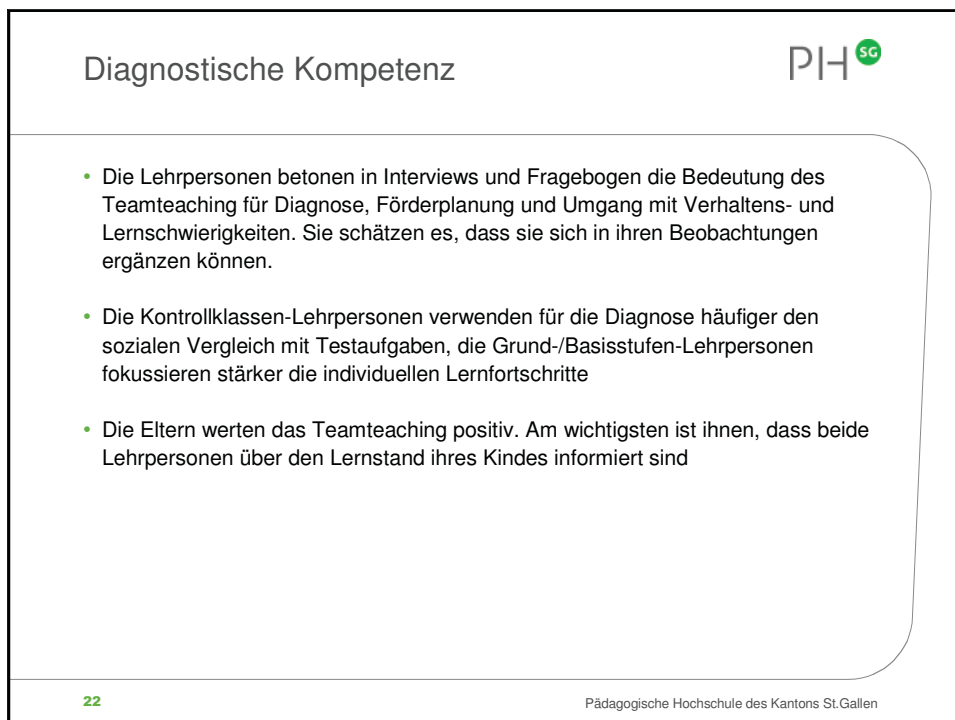 Diagnostische Kompetenz
PH SG
• Die Lehrpersonen betonen in Interviews und Fragebogen die Bedeutung des
Teamteaching für Diagnose, Förderplanung und Umgang mit Verhaltens- und
Lernschwierigkeiten. Sie schätzen es, dass sie sich in ihren Beobachtungen
ergänzen können.
• Die Kontrollklassen-Lehrpersonen verwenden für die Diagnose häufiger den
sozialen Vergleich mit Testaufgaben, die Grund-/Basisstufen-Lehrpersonen
fokussieren stärker die individuellen Lernfortschritte
• Die Eltern werten das Teamteaching positiv. Am wichtigsten ist ihnen, dass beide
Lehrpersonen über den Lernstand ihres Kindes informiert sind
22
Pädagogische Hochschule des Kantons St.Gallen